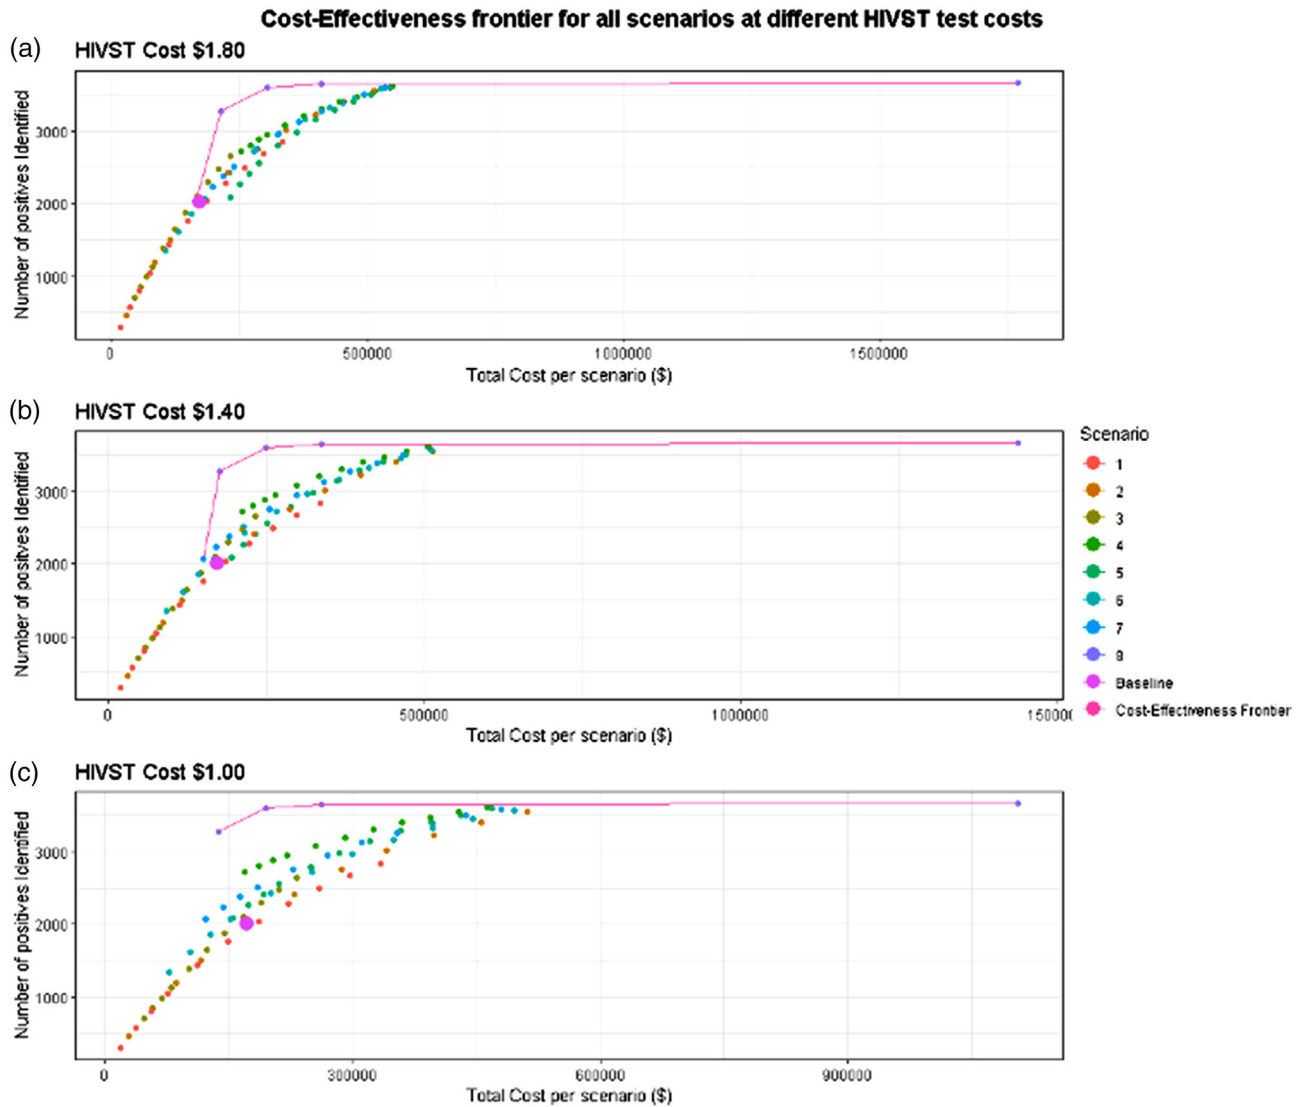 Cost-Effectiveness frontier for all scenarios at different HIVST test costs
(a)
HIVST Cost $1.80
Number of positives Identified
3000
2000
1000
0
500000
1000000
1500000
Total Cost per scenario ($)
(b)
HIVST Cost $1.40
Number of positves Identified
3000
2000
1000
0
500000
1000000
150000
Total Cost per scenario ($)
Scenario
1
2
3
4
5
6
7
8
Baseline
Cost-Effectiveness Frontier
(c)
HIVST Cost $1.00
Number of positives Identified
3000
2000
1000
0
300000
600000
900000
Total Cost per scenario ($)